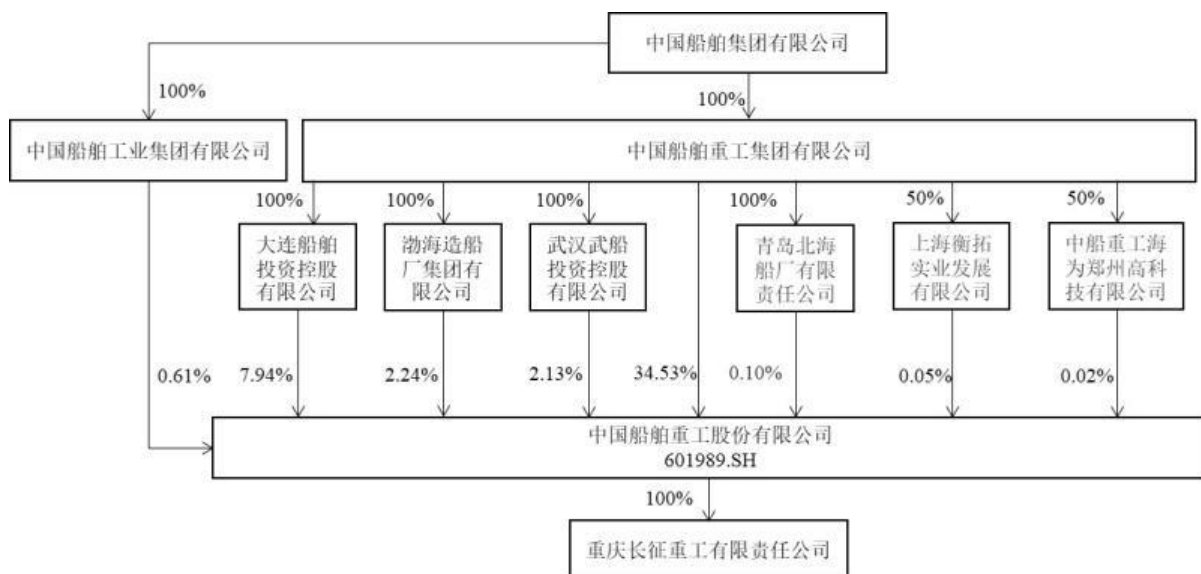 中国船舶集团有限公司
100%
100%
中国船舶工业集团有限公司
中国船舶重工集团有限公司
100%
100%
100%
100%
50%
50%
大连船舶
投资控股
有限公司
渤海造船
厂集团有
限公司
武汉武船
投资控股
有限公司
青岛北海
船厂有限
责任公司
上海衡拓
实业发展
有限公司
中船重工海
为郑州高科
技有限公司
0.61%
7.94%
2.24%
2.13%
34.53%
0.10%
0.05%
0.02%
中国船舶重工股份有限公司
601989.SH
100%
重庆长征重工有限责任公司